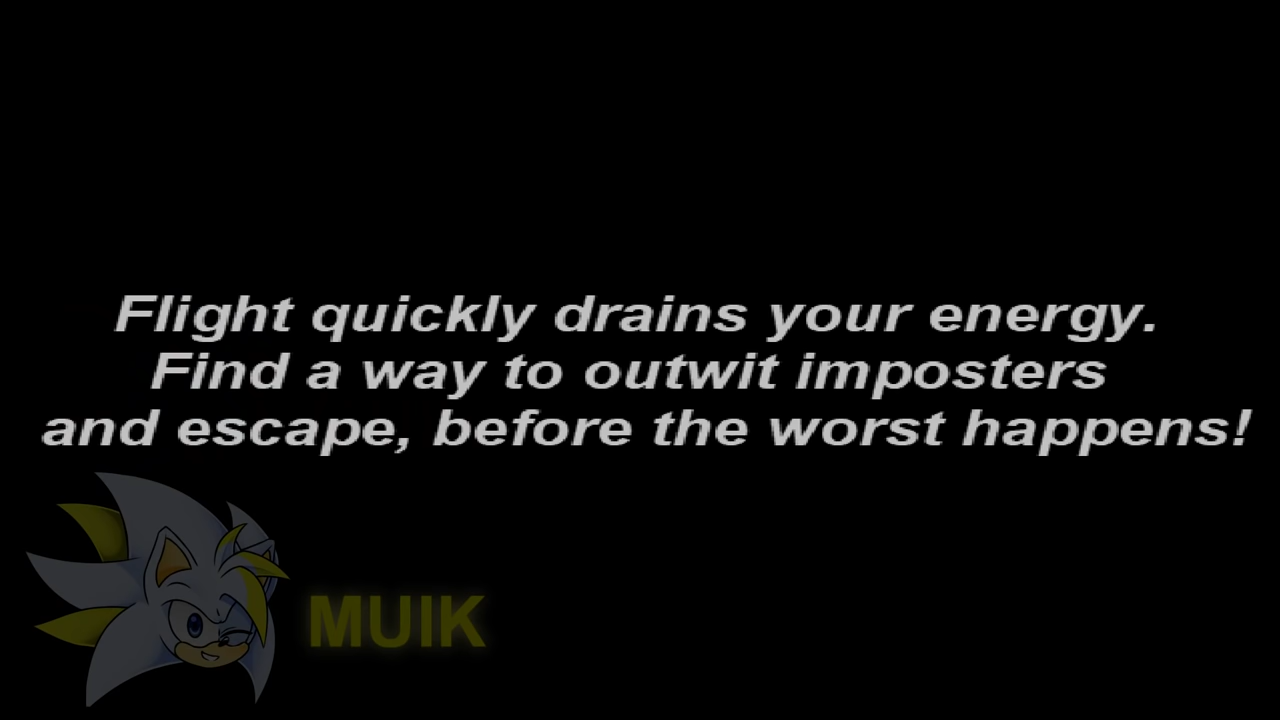 Flight quickly drains your energy.
Find a way to outwit imposters
and escape, before the worst happens!
MUIK